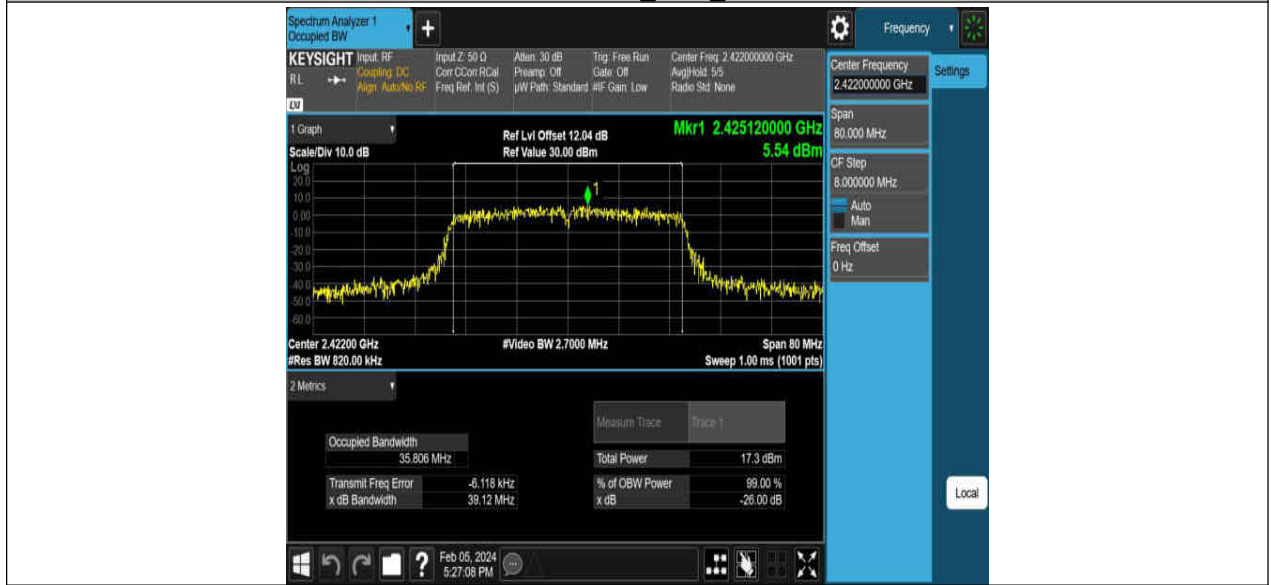 Spectrum Analyzer 1
Occupied BW
+
Frequency
KEYSIGHT
RL
LXI
Input: RF
Coupling: DC
Align: Auto/No RF
Input Z: 50 Ω
Corr CCorr RCal
Freq Ref: Int (S)
Atten: 30 dB
Preamp: Off
µW Path: Standard
Trig: Free Run
Gate: Off
#IF Gain: Low
Center Freq: 2.422000000 GHz
Avg|Hold: 5/5
Radio Std: None
Center Frequency
2.422000000 GHz
Settings
Span
80.000 MHz
CF Step
8.000000 MHz
Auto
Man
Freq Offset
0 Hz
1 Graph
Scale/Div 10.0 dB
Ref Lvl Offset 12.04 dB
Ref Value 30.00 dBm
Mkr1 2.425120000 GHz
5.54 dBm
Log
20.0
10.0
0.00
-10.0
-20.0
-30.0
-40.0
-50.0
-60.0
1
Center 2.42200 GHz
#Res BW 820.00 kHz
#Video BW 2.7000 MHz
Span 80 MHz
Sweep 1.00 ms (1001 pts)
2 Metrics
Measure Trace
Trace 1
Occupied Bandwidth
35.806 MHz
Total Power 17.3 dBm
Transmit Freq Error -6.118 kHz
% of OBW Power 99.00 %
x dB Bandwidth 39.12 MHz
x dB -26.00 dB
Local
?
Feb 05, 2024
5:27:08 PM